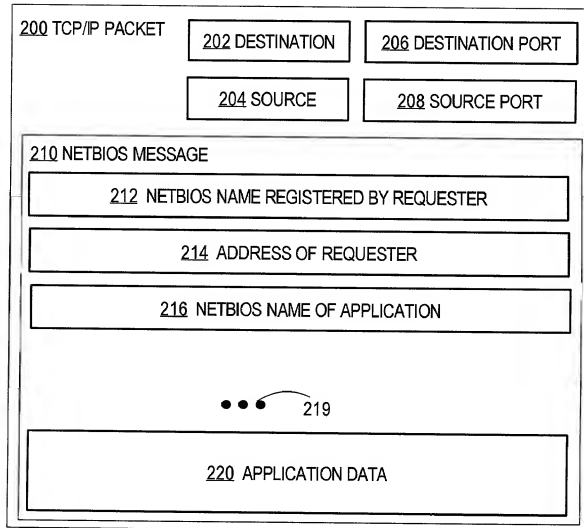 200 TCP/IP PACKET
202 DESTINATION
206 DESTINATION PORT
204 SOURCE
208 SOURCE PORT
210 NETBIOS MESSAGE
212 NETBIOS NAME REGISTERED BY REQUESTER
214 ADDRESS OF REQUESTER
216 NETBIOS NAME OF APPLICATION
219
220 APPLICATION DATA